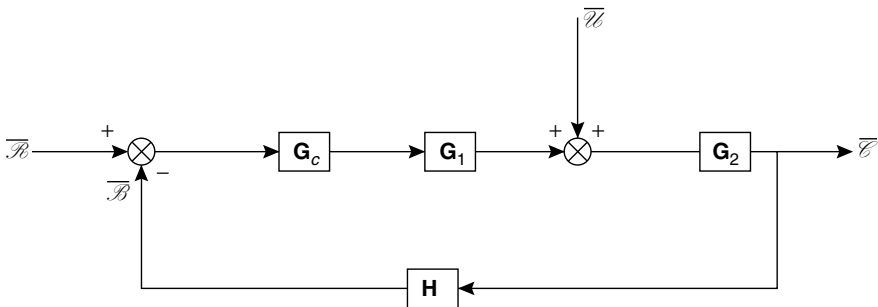 𝒰̅
ℛ̅ + G_c G_1 + + G_2 𝒞̅
ℬ̅ −
H